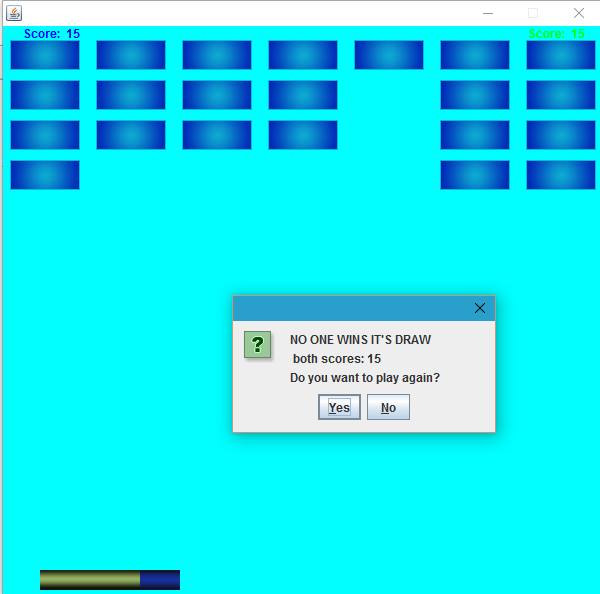 Score: 15
Score: 15
NO ONE WINS IT'S DRAW
both scores: 15
Do you want to play again?
Yes
No